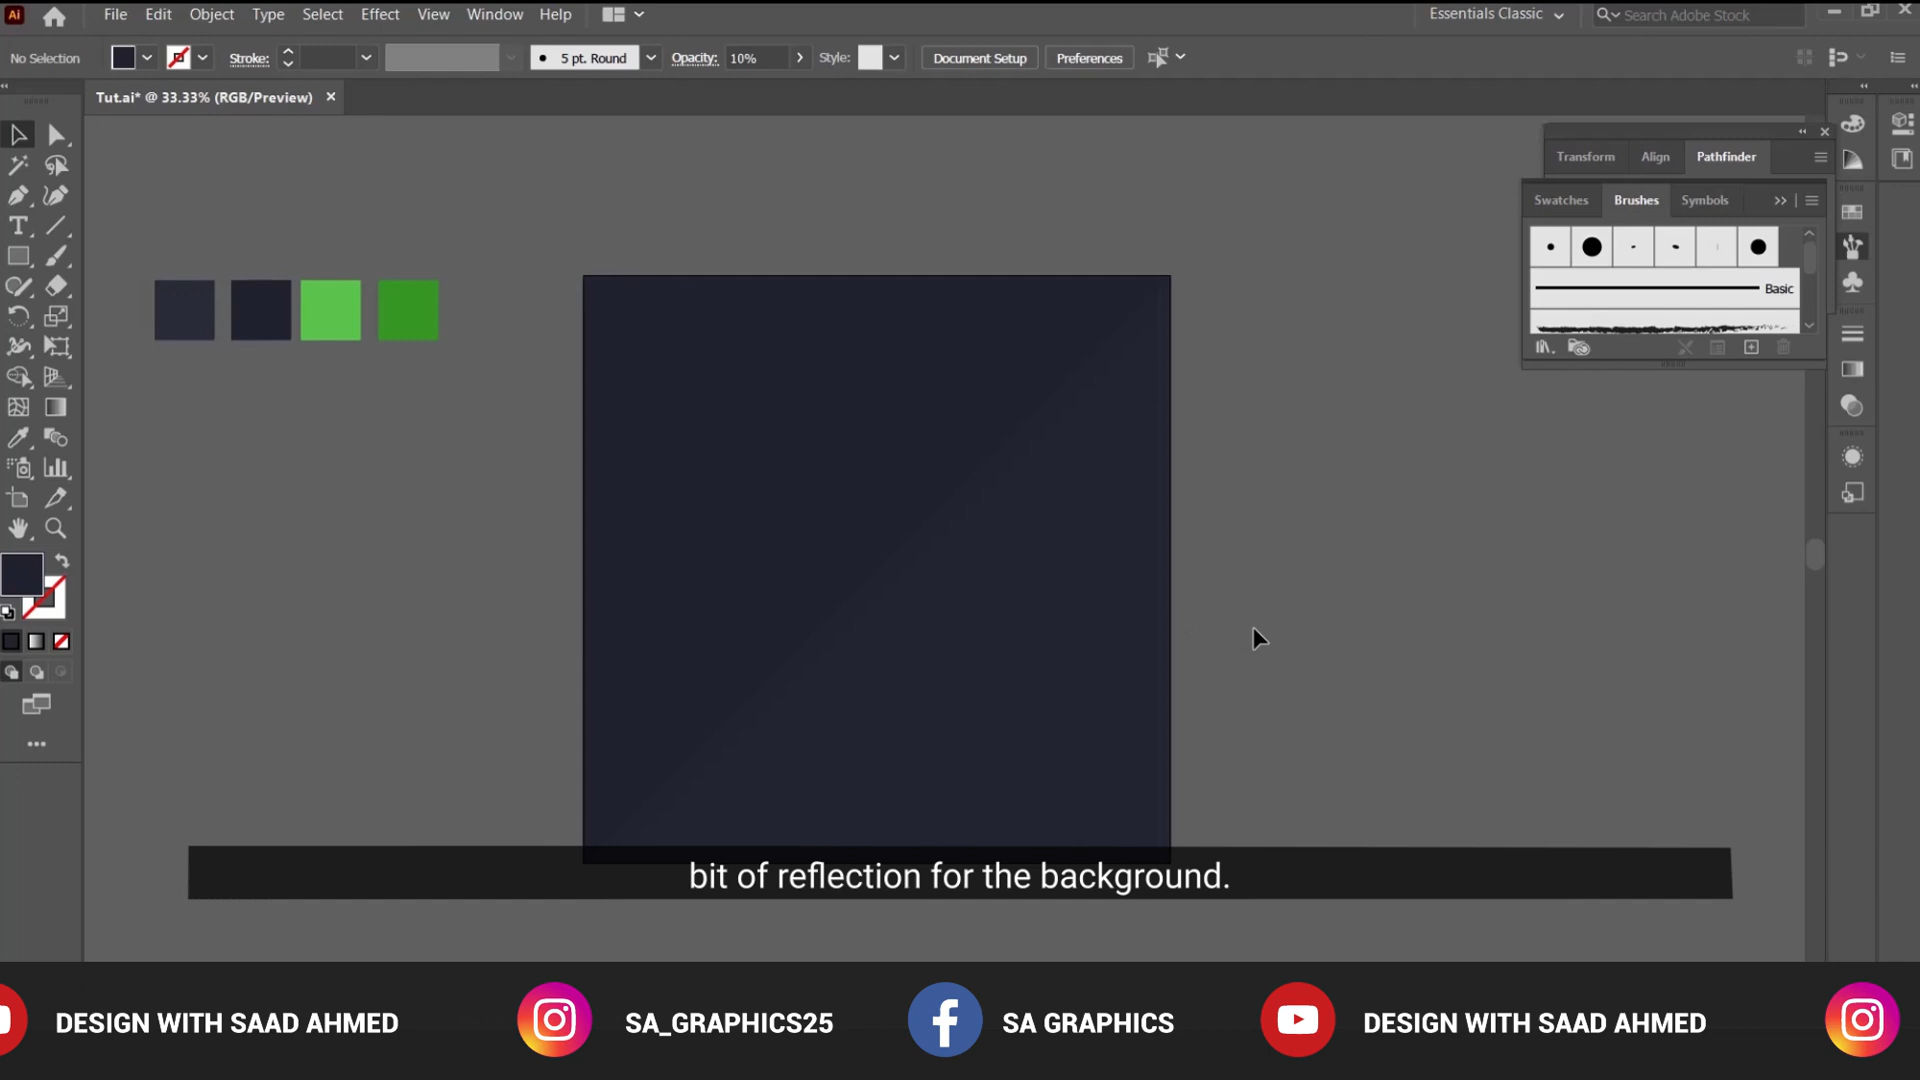 Ai File Edit Object Type Select Effect View Window Help Essentials Classic Search Adobe Stock
No Selection Stroke: 5 pt. Round Opacity: 10% Style: Document Setup Preferences
Tut.ai* @ 33.33% (RGB/Preview)
Transform Align Pathfinder
Swatches Brushes Symbols
Basic
bit of reflection for the background.
DESIGN WITH SAAD AHMED SA_GRAPHICS25 SA GRAPHICS DESIGN WITH SAAD AHMED